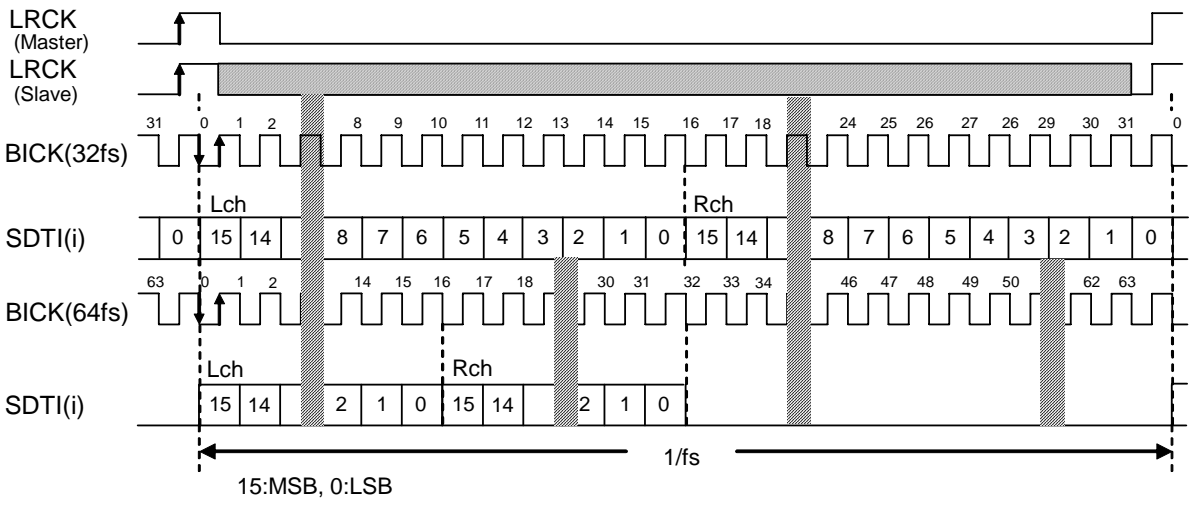 LRCK
(Master)
LRCK
(Slave)
31 0 1 2 8 9 10 11 12 13 14 15 16 17 18 24 25 26 27 26 29 30 31 0
BICK(32fs)
Lch Rch
SDTI(i) 0 15 14 8 7 6 5 4 3 2 1 0 15 14 8 7 6 5 4 3 2 1 0
63 0 1 2 14 15 16 17 18 30 31 32 33 34 46 47 48 49 50 62 63
BICK(64fs)
Lch Rch
SDTI(i) 15 14 2 1 0 15 14 2 1 0
1/fs
15:MSB, 0:LSB